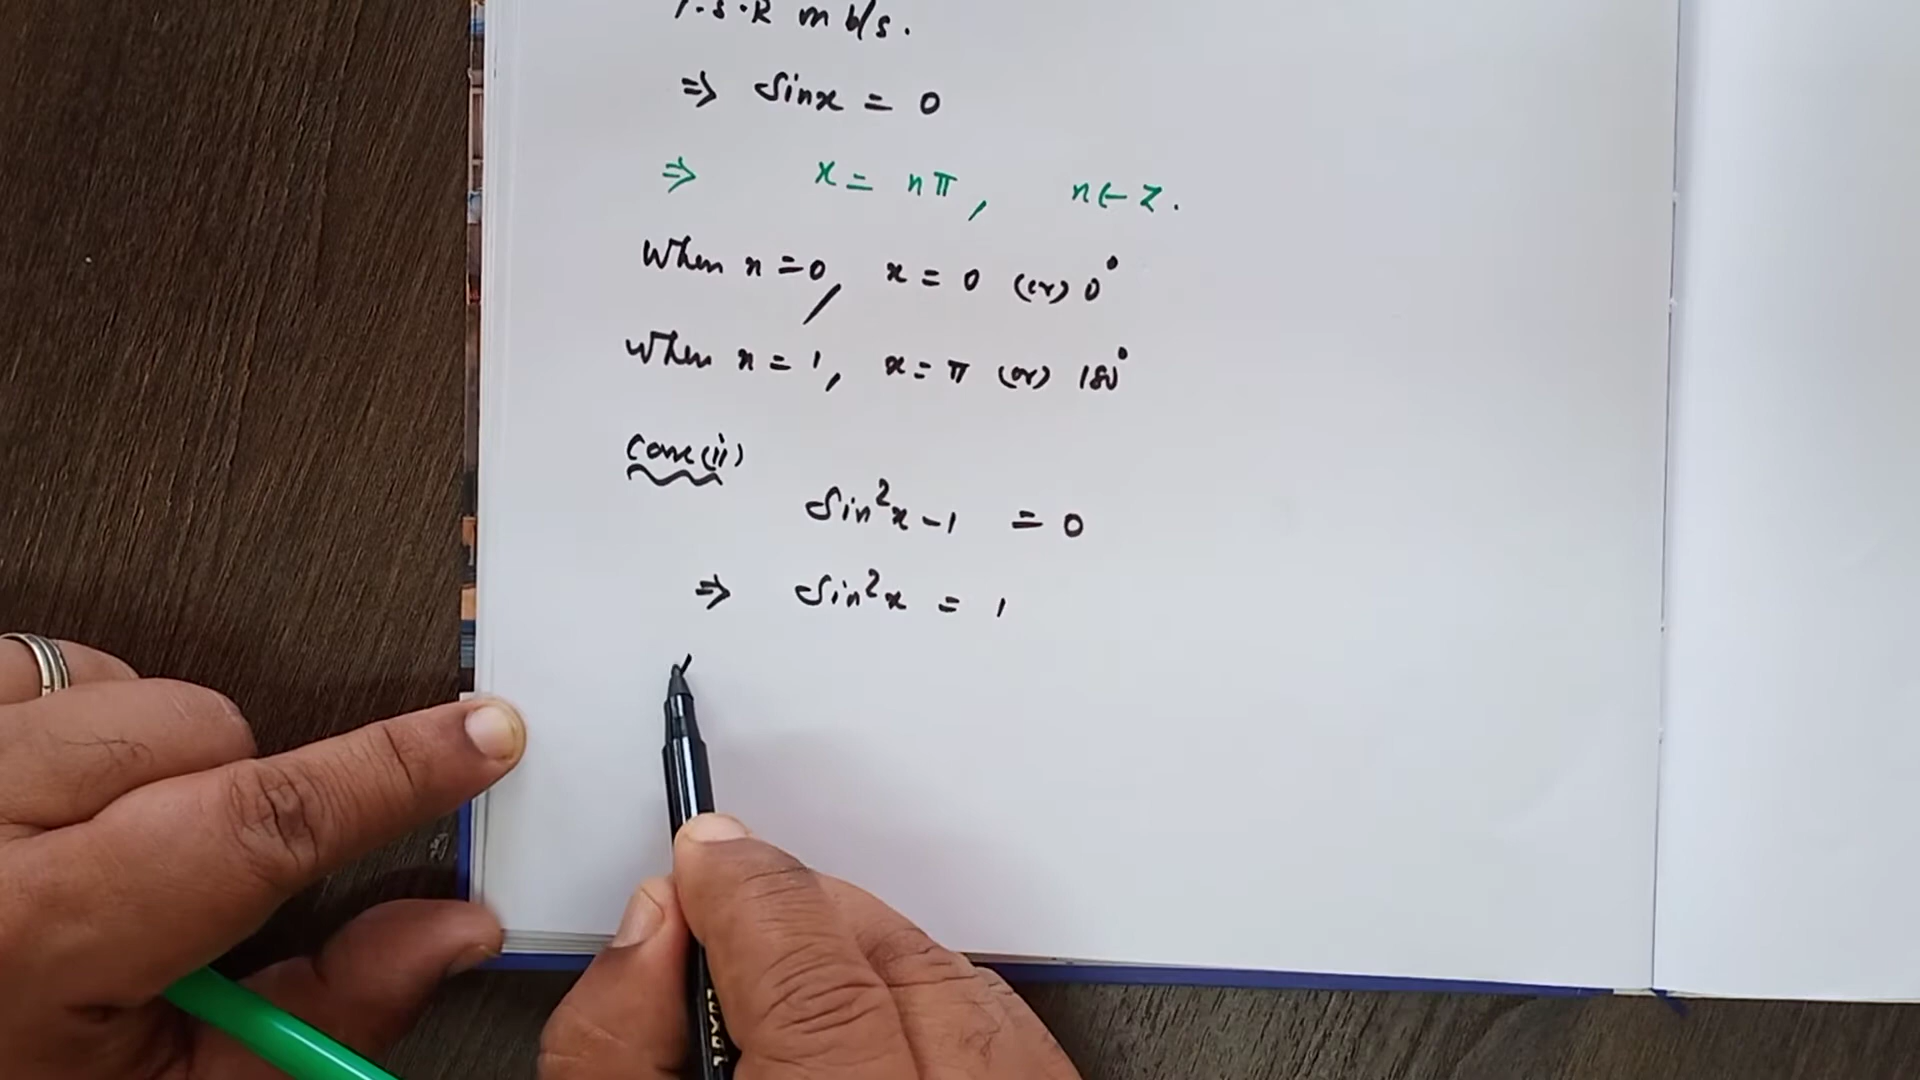 T.S.R m b/s.
⇒ Sinx = 0
⇒ x = nπ, n∈Z.
When n=0, x = 0 (or) 0°
When n = 1, x = π (or) 180°
Case(ii)
Sin²x-1 = 0
⇒ Sin²x = 1
LUXOR